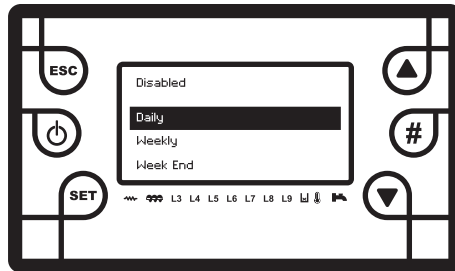 ESC
Disabled
Daily
#
Weekly
Week End
SET
L3 L4 L5 L6 L7 L8 L9